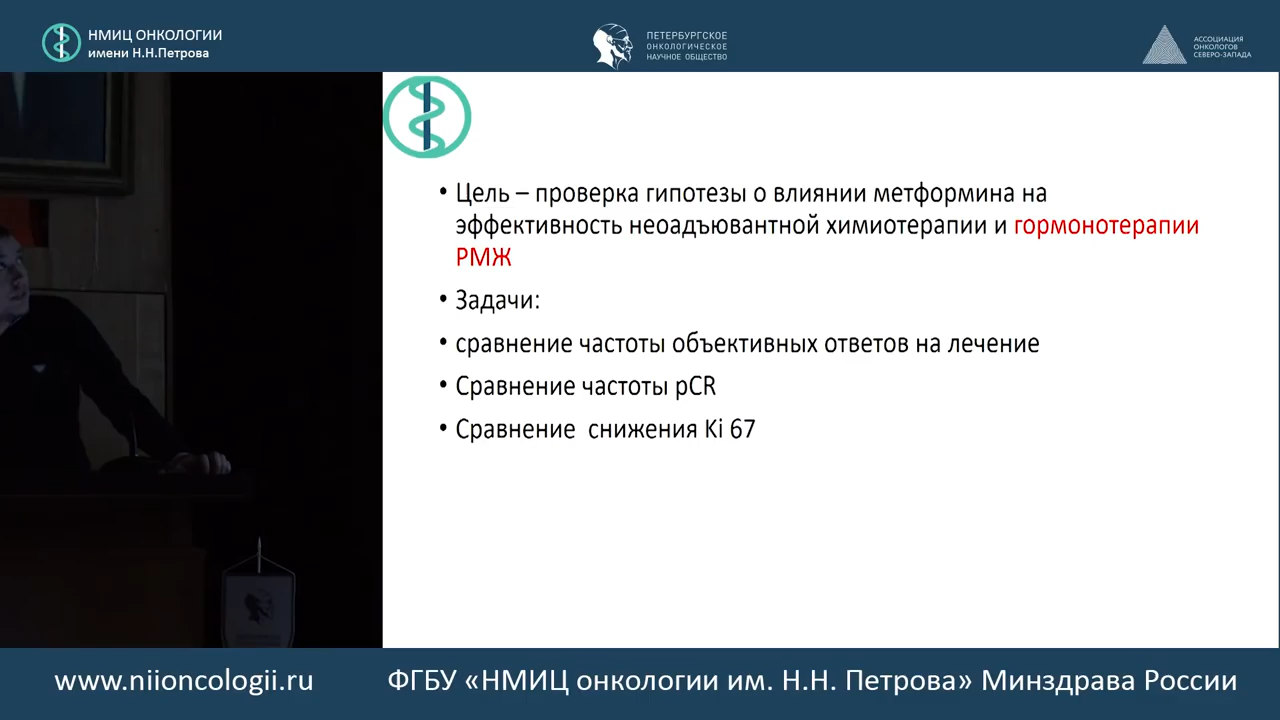 НМИЦ ОНКОЛОГИИ
имени Н.Н.Петрова
ПЕТЕРБУРГСКОЕ
ОНКОЛОГИЧЕСКОЕ
НАУЧНОЕ ОБЩЕСТВО
АССОЦИАЦИЯ
ОНКОЛОГОВ
СЕВЕРО-ЗАПАДА
• Цель – проверка гипотезы о влиянии метформина на
эффективность неоадъювантной химиотерапии и гормонотерапии
РМЖ
• Задачи:
• сравнение частоты объективных ответов на лечение
• Сравнение частоты pCR
• Сравнение снижения Ki 67
www.niioncologii.ru
ФГБУ «НМИЦ онкологии им. Н.Н. Петрова» Минздрава России